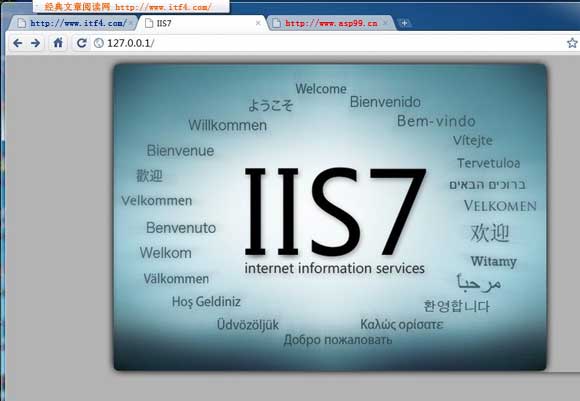 经典文章阅读网 http://www.itf4.com/
http://www.itf4.com/
IIS7
http://www.asp99.cn
127.0.0.1/
Welcome
ようこそ
Bienvenido
Willkommen
Bem-vindo
Bienvenue
Vítejte
歡迎
Tervetuloa
ברוכים הבאים
Velkommen
VELKOMEN
Benvenuto
欢迎
Welkom
Witamy
Välkommen
مرحباً
Hoş Geldiniz
환영합니다
Üdvözöljük
Καλώς ορίσατε
Добро пожаловать
IIS7
internet information services